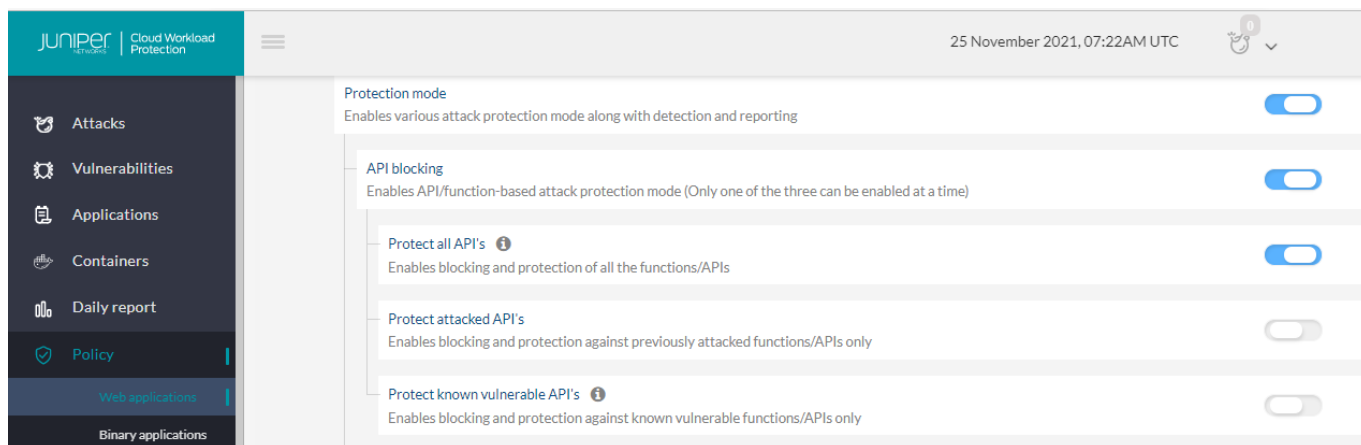 JUNIPER NETWORKS | Cloud Workload Protection
25 November 2021, 07:22AM UTC
0
Attacks
Vulnerabilities
Applications
Containers
Daily report
Policy
Web applications
Binary applications
Protection mode
Enables various attack protection mode along with detection and reporting
API blocking
Enables API/function-based attack protection mode (Only one of the three can be enabled at a time)
Protect all API's
Enables blocking and protection of all the functions/APIs
Protect attacked API's
Enables blocking and protection against previously attacked functions/APIs only
Protect known vulnerable API's
Enables blocking and protection against known vulnerable functions/APIs only